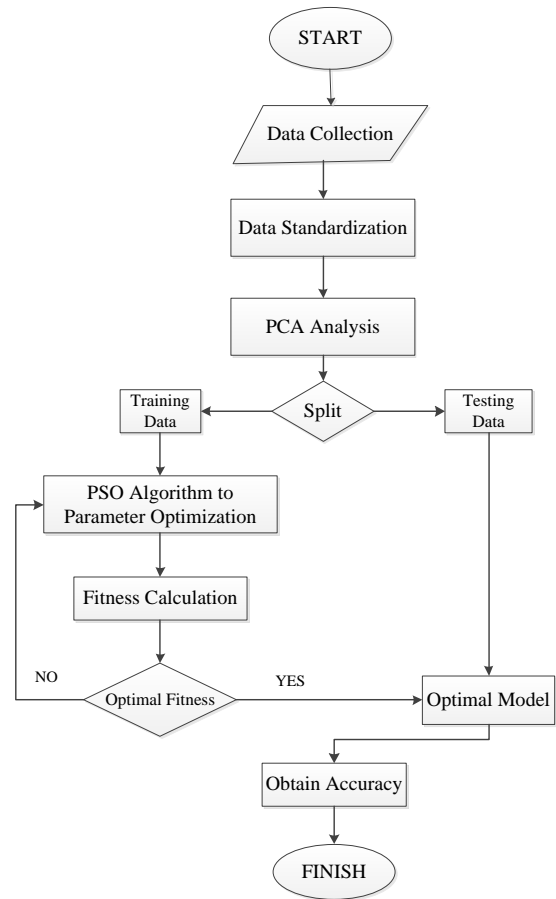 START
Data Collection
Data Standardization
PCA Analysis
Training
Data
Split
Testing
Data
PSO Algorithm to
Parameter Optimization
Fitness Calculation
NO
Optimal Fitness
YES
Optimal Model
Obtain Accuracy
FINISH